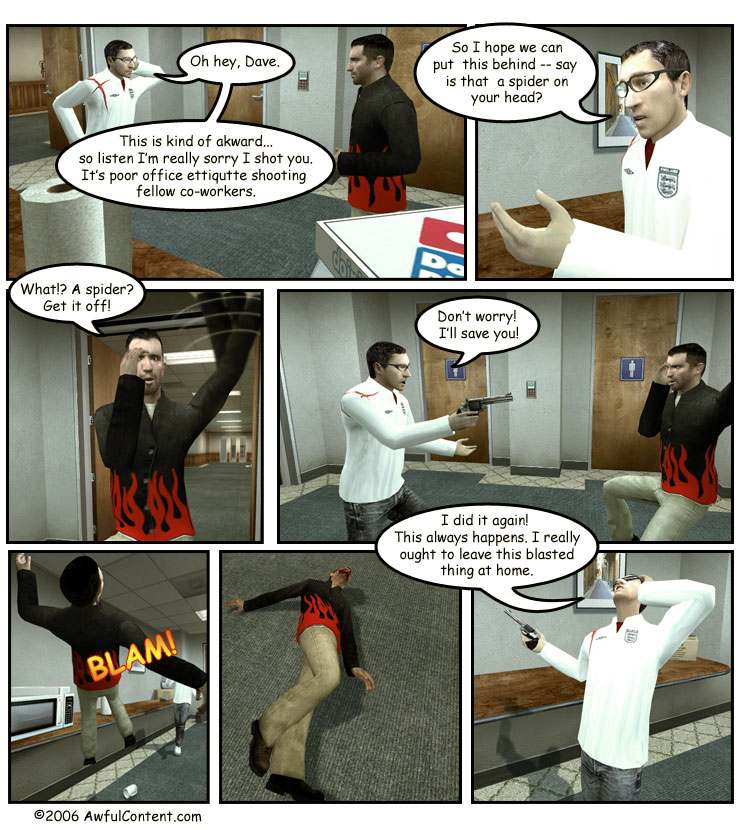 Oh hey, Dave.
This is kind of akward...
so listen I'm really sorry I shot you.
It's poor office ettiqutte shooting
fellow co-workers.
So I hope we can
put this behind -- say
is that a spider on
your head?
What!? A spider?
Get it off!
Don't worry!
I'll save you!
BLAM!
I did it again!
This always happens. I really
ought to leave this blasted
thing at home.
©2006 AwfulContent.com